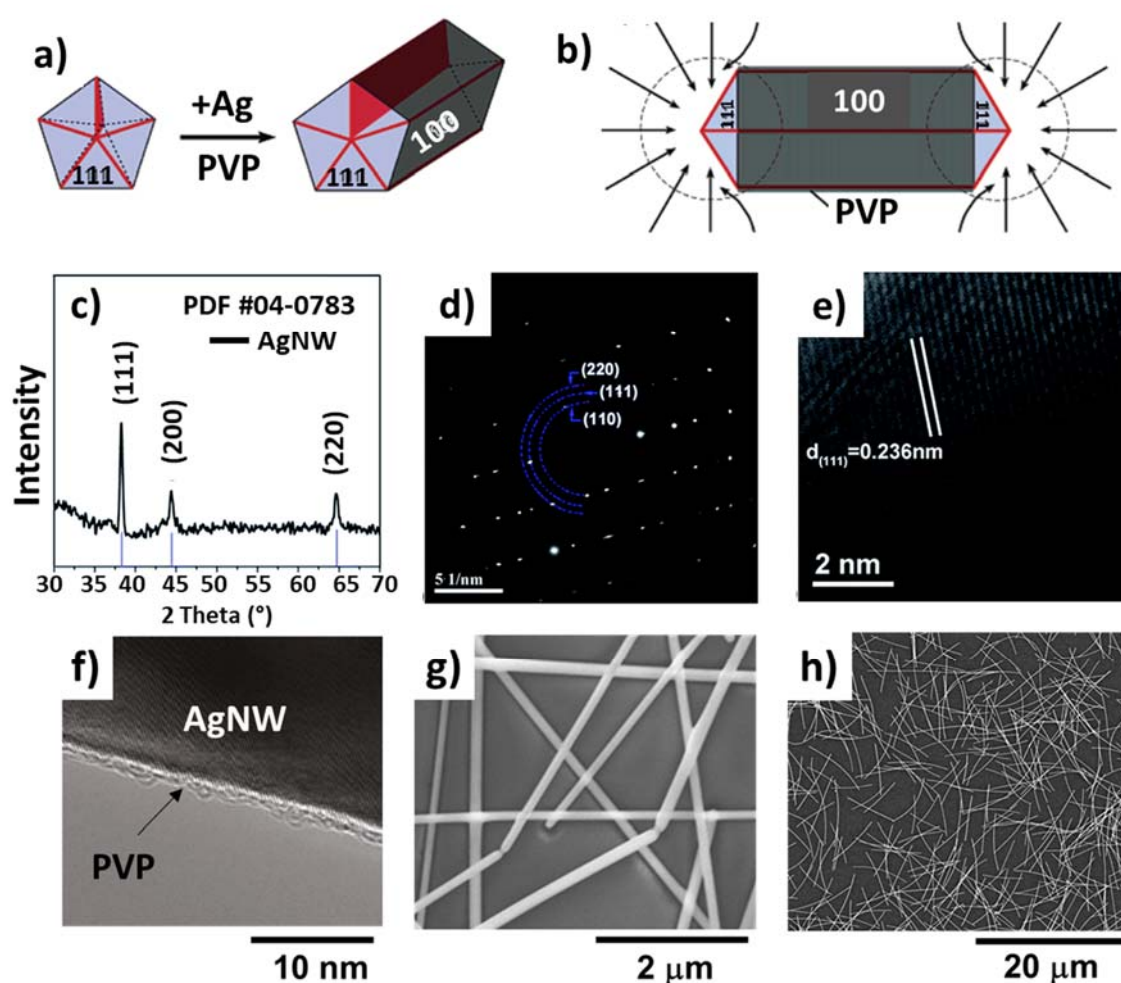 a)
+Ag
PVP
111
111
100
b)
111
100
111
PVP
c)
PDF #04-0783
AgNW
(111)
(200)
(220)
Intensity
30 35 40 45 50 55 60 65 70
2 Theta (°)
d)
(220)
(111)
(110)
5 1/nm
e)
d(111)=0.236nm
2 nm
f)
AgNW
PVP
10 nm
g)
2 μm
h)
20 μm